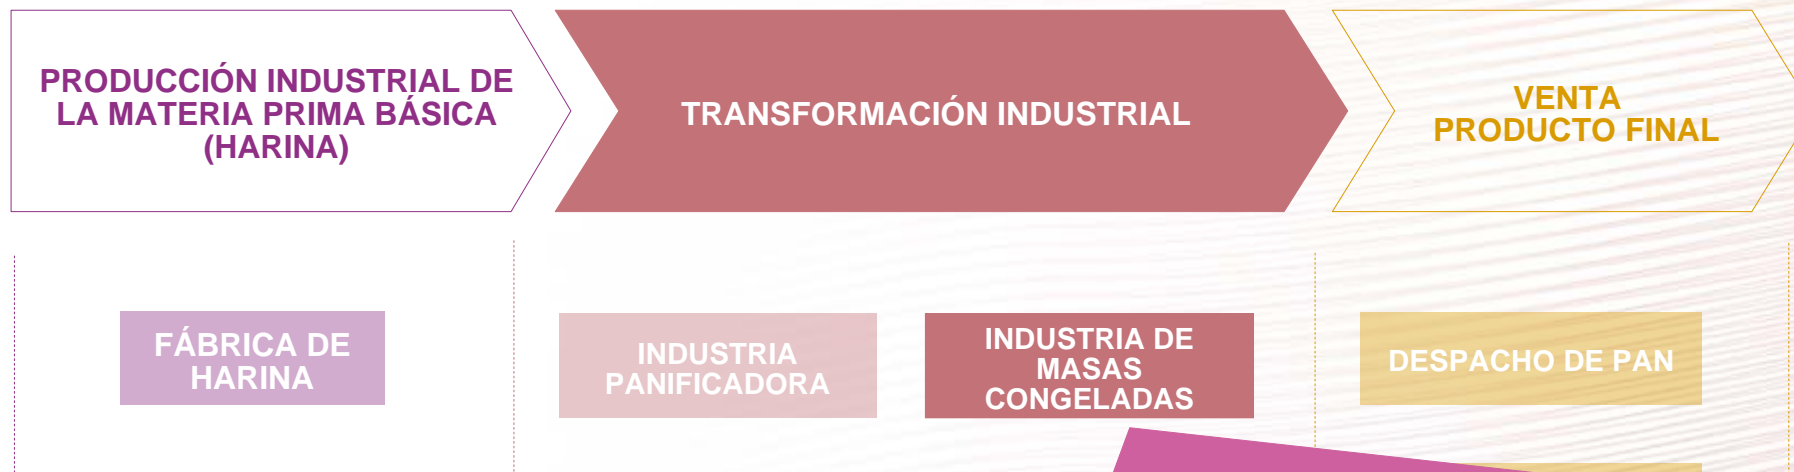 PRODUCCIÓN INDUSTRIAL DE
LA MATERIA PRIMA BÁSICA
(HARINA)
TRANSFORMACIÓN INDUSTRIAL
VENTA
PRODUCTO FINAL
FÁBRICA DE
HARINA
INDUSTRIA
PANIFICADORA
INDUSTRIA DE
MASAS
CONGELADAS
DESPACHO DE PAN